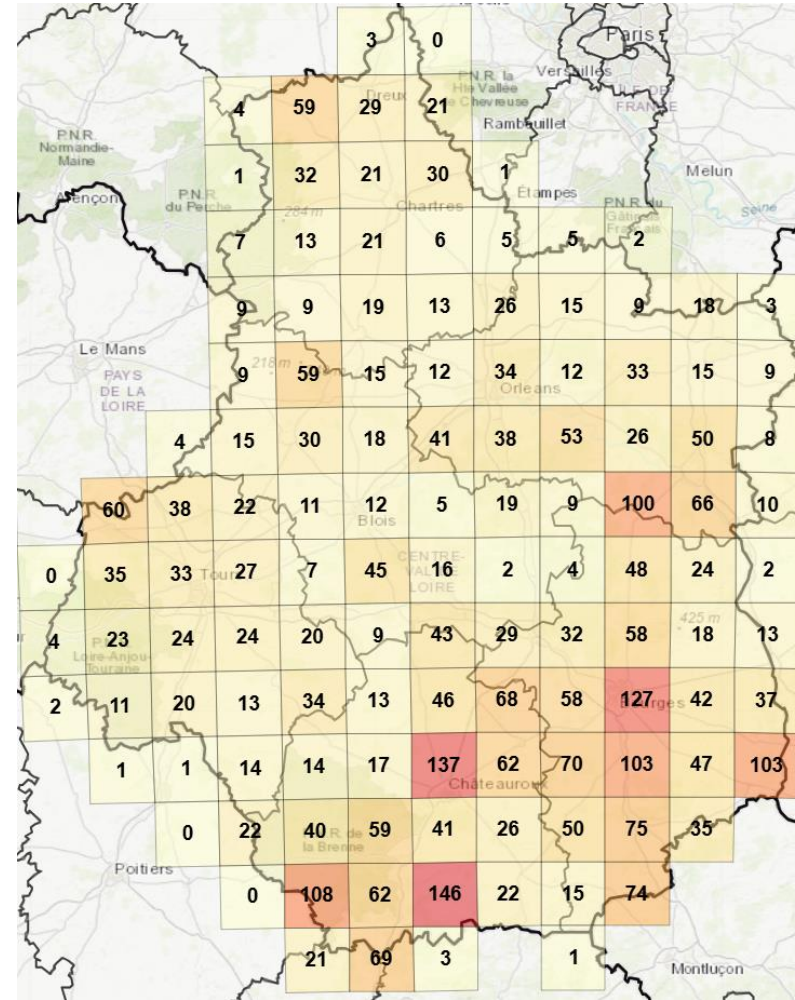 3 0 Paris
P.N.R. la
Hte Vallée
Chevreuse
Versailles
4 59 29 21
Dreux
ILE DE
FRANCE
Rambouillet
P.N.R.
Normandie-
Maine
1 32 21 30 1
Melun
Alençon
P.N.R.
du Perche
284 m
Chartres
Étampes
P.N.R. du
Gâtinais
Français
Seine
7 13 21 6 5 5 2
9 9 19 13 26 15 9 18 3
Le Mans
PAYS
DE LA
LOIRE
218 m
9 59 15 12 34 12 33 15 9
Orléans
4 15 30 18 41 38 53 26 50 8
60 38 22 11 12 5 19 9 100 66 10
Blois
CENTRE-
VAL DE
LOIRE
0 35 33 27 7 45 16 2 4 48 24 2
Tours
425 m
4 23 24 24 20 9 43 29 32 58 18 13
Loire-Anjou-
Touraine
2 11 20 13 34 13 46 68 58 127 42 37
Bourges
1 1 14 14 17 137 62 70 103 47 103
Châteauroux
0 22 40 59 41 26 50 75 35
P.N.R. de
la Brenne
Poitiers
0 108 62 146 22 15 74
21 69 3 1
Montluçon